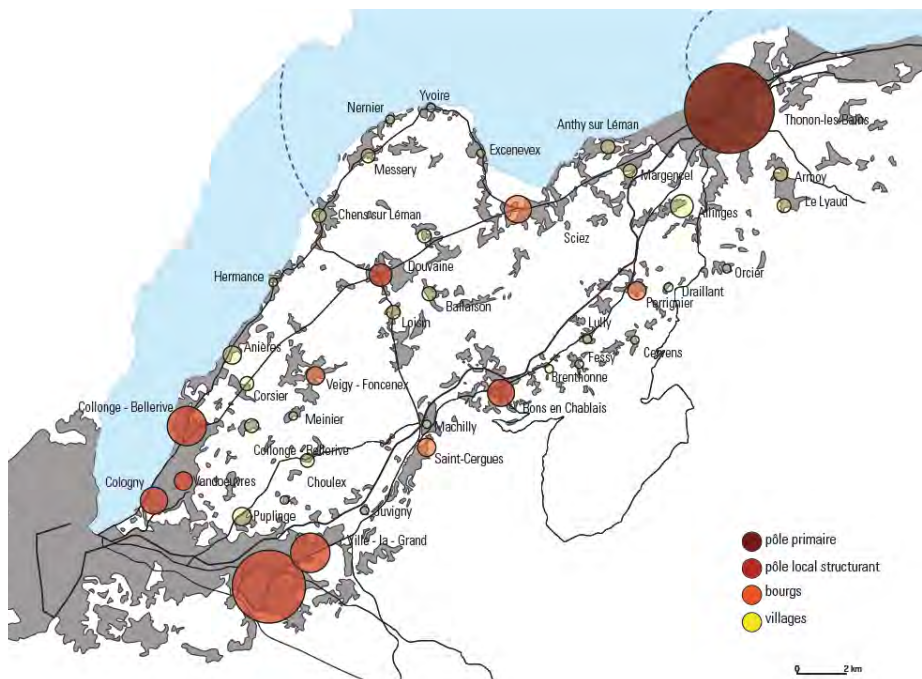 Yvoire
Nernier
Thonon-les-Bains
Anthy sur Léman
Excenevex
Messery
Margencel
Armoy
Le Lyaud
Chens sur Léman
Allinges
Sciez
Douvaine
Orcier
Hermance
Ballaison
Draillant
Perrignier
Loisin
Lully
Cervens
Anières
Fessy
Veigy - Foncenex
Brenthonne
Corsier
Collonge - Bellerive
Meinier
Bons en Chablais
Machilly
Collonge - Bellerive
Saint-Cergues
Cologny
Vandoeuvres
Choulex
Puplinge
Juvigny
Ville - la - Grand
pôle primaire
pôle local structurant
bourgs
villages
0 2 km